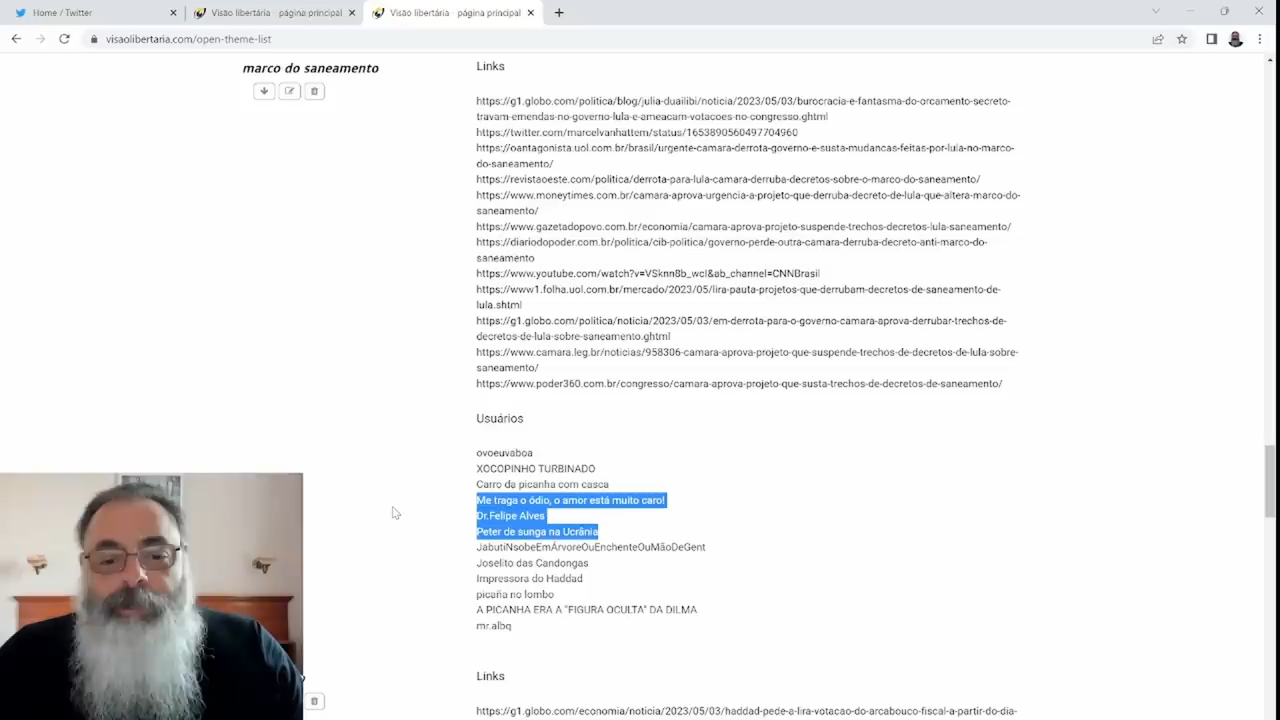 Home / Twitter
Visão libertária - página principal
Visão libertária - página principal
visaolibertaria.com/open-theme-list
marco do saneamento
Links
https://g1.globo.com/politica/blog/julia-duailibi/noticia/2023/05/03/burocracia-e-fantasma-do-orcamento-secreto-
travam-emendas-no-governo-lula-e-ameacam-votacoes-no-congresso.ghtml
https://twitter.com/marcelvanhattem/status/1653890560497704960
https://oantagonista.uol.com.br/brasil/urgente-camara-derrota-governo-e-susta-mudancas-feitas-por-lula-no-marco-
do-saneamento/
https://revistaoeste.com/politica/derrota-para-lula-camara-derruba-decretos-sobre-o-marco-do-saneamento/
https://www.moneytimes.com.br/camara-aprova-urgencia-a-projeto-que-derruba-decreto-de-lula-que-altera-marco-do-
saneamento/
https://www.gazetadopovo.com.br/economia/camara-aprova-projeto-suspende-trechos-decretos-lula-saneamento/
https://diariodopoder.com.br/politica/cib-politica/governo-perde-outra-camara-derruba-decreto-anti-marco-do-
saneamento
https://www.youtube.com/watch?v=VSknn8b_wcI&ab_channel=CNNBrasil
https://www1.folha.uol.com.br/mercado/2023/05/lira-pauta-projetos-que-derrubam-decretos-de-saneamento-de-
lula.shtml
https://g1.globo.com/politica/noticia/2023/05/03/em-derrota-para-o-governo-camara-aprova-derrubar-trechos-de-
decretos-de-lula-sobre-saneamento.ghtml
https://www.camara.leg.br/noticias/958306-camara-aprova-projeto-que-suspende-trechos-de-decretos-de-lula-sobre-
saneamento/
https://www.poder360.com.br/congresso/camara-aprova-projeto-que-susta-trechos-de-decretos-de-saneamento/
Usuários
ovoeuvaboa
XOCOPINHO TURBINADO
Carro da picanha com casca
Me traga o ódio, o amor está muito caro!
Dr.Felipe Alves
Peter de sunga na Ucrânia
JabutiNsobeEmÁrvoreOuEnchenteOuMãoDeGent
Joselito das Candongas
Impressora do Haddad
picaña no lombo
A PICANHA ERA A "FIGURA OCULTA" DA DILMA
mr.albq
Links
https://g1.globo.com/economia/noticia/2023/05/03/haddad-pede-a-lira-votacao-do-arcabouco-fiscal-a-partir-do-dia-